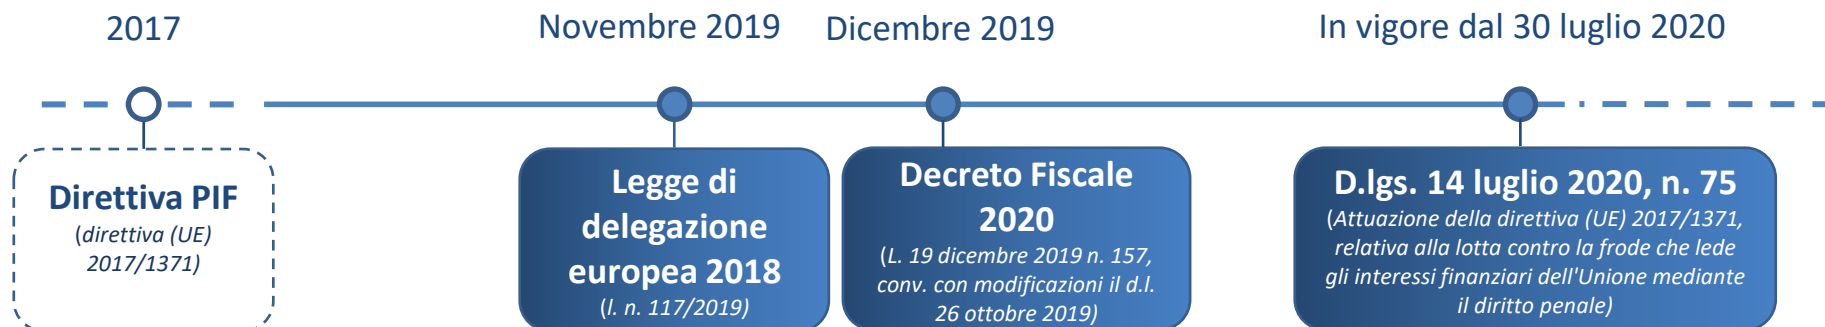 2017
Novembre 2019
Dicembre 2019
In vigore dal 30 luglio 2020
Direttiva PIF
(direttiva (UE)
2017/1371)
Legge di
delegazione
europea 2018
(l. n. 117/2019)
Decreto Fiscale
2020
(L. 19 dicembre 2019 n. 157,
conv. con modificazioni il d.l.
26 ottobre 2019)
D.lgs. 14 luglio 2020, n. 75
(Attuazione della direttiva (UE) 2017/1371,
relativa alla lotta contro la frode che lede
gli interessi finanziari dell'Unione mediante
il diritto penale)